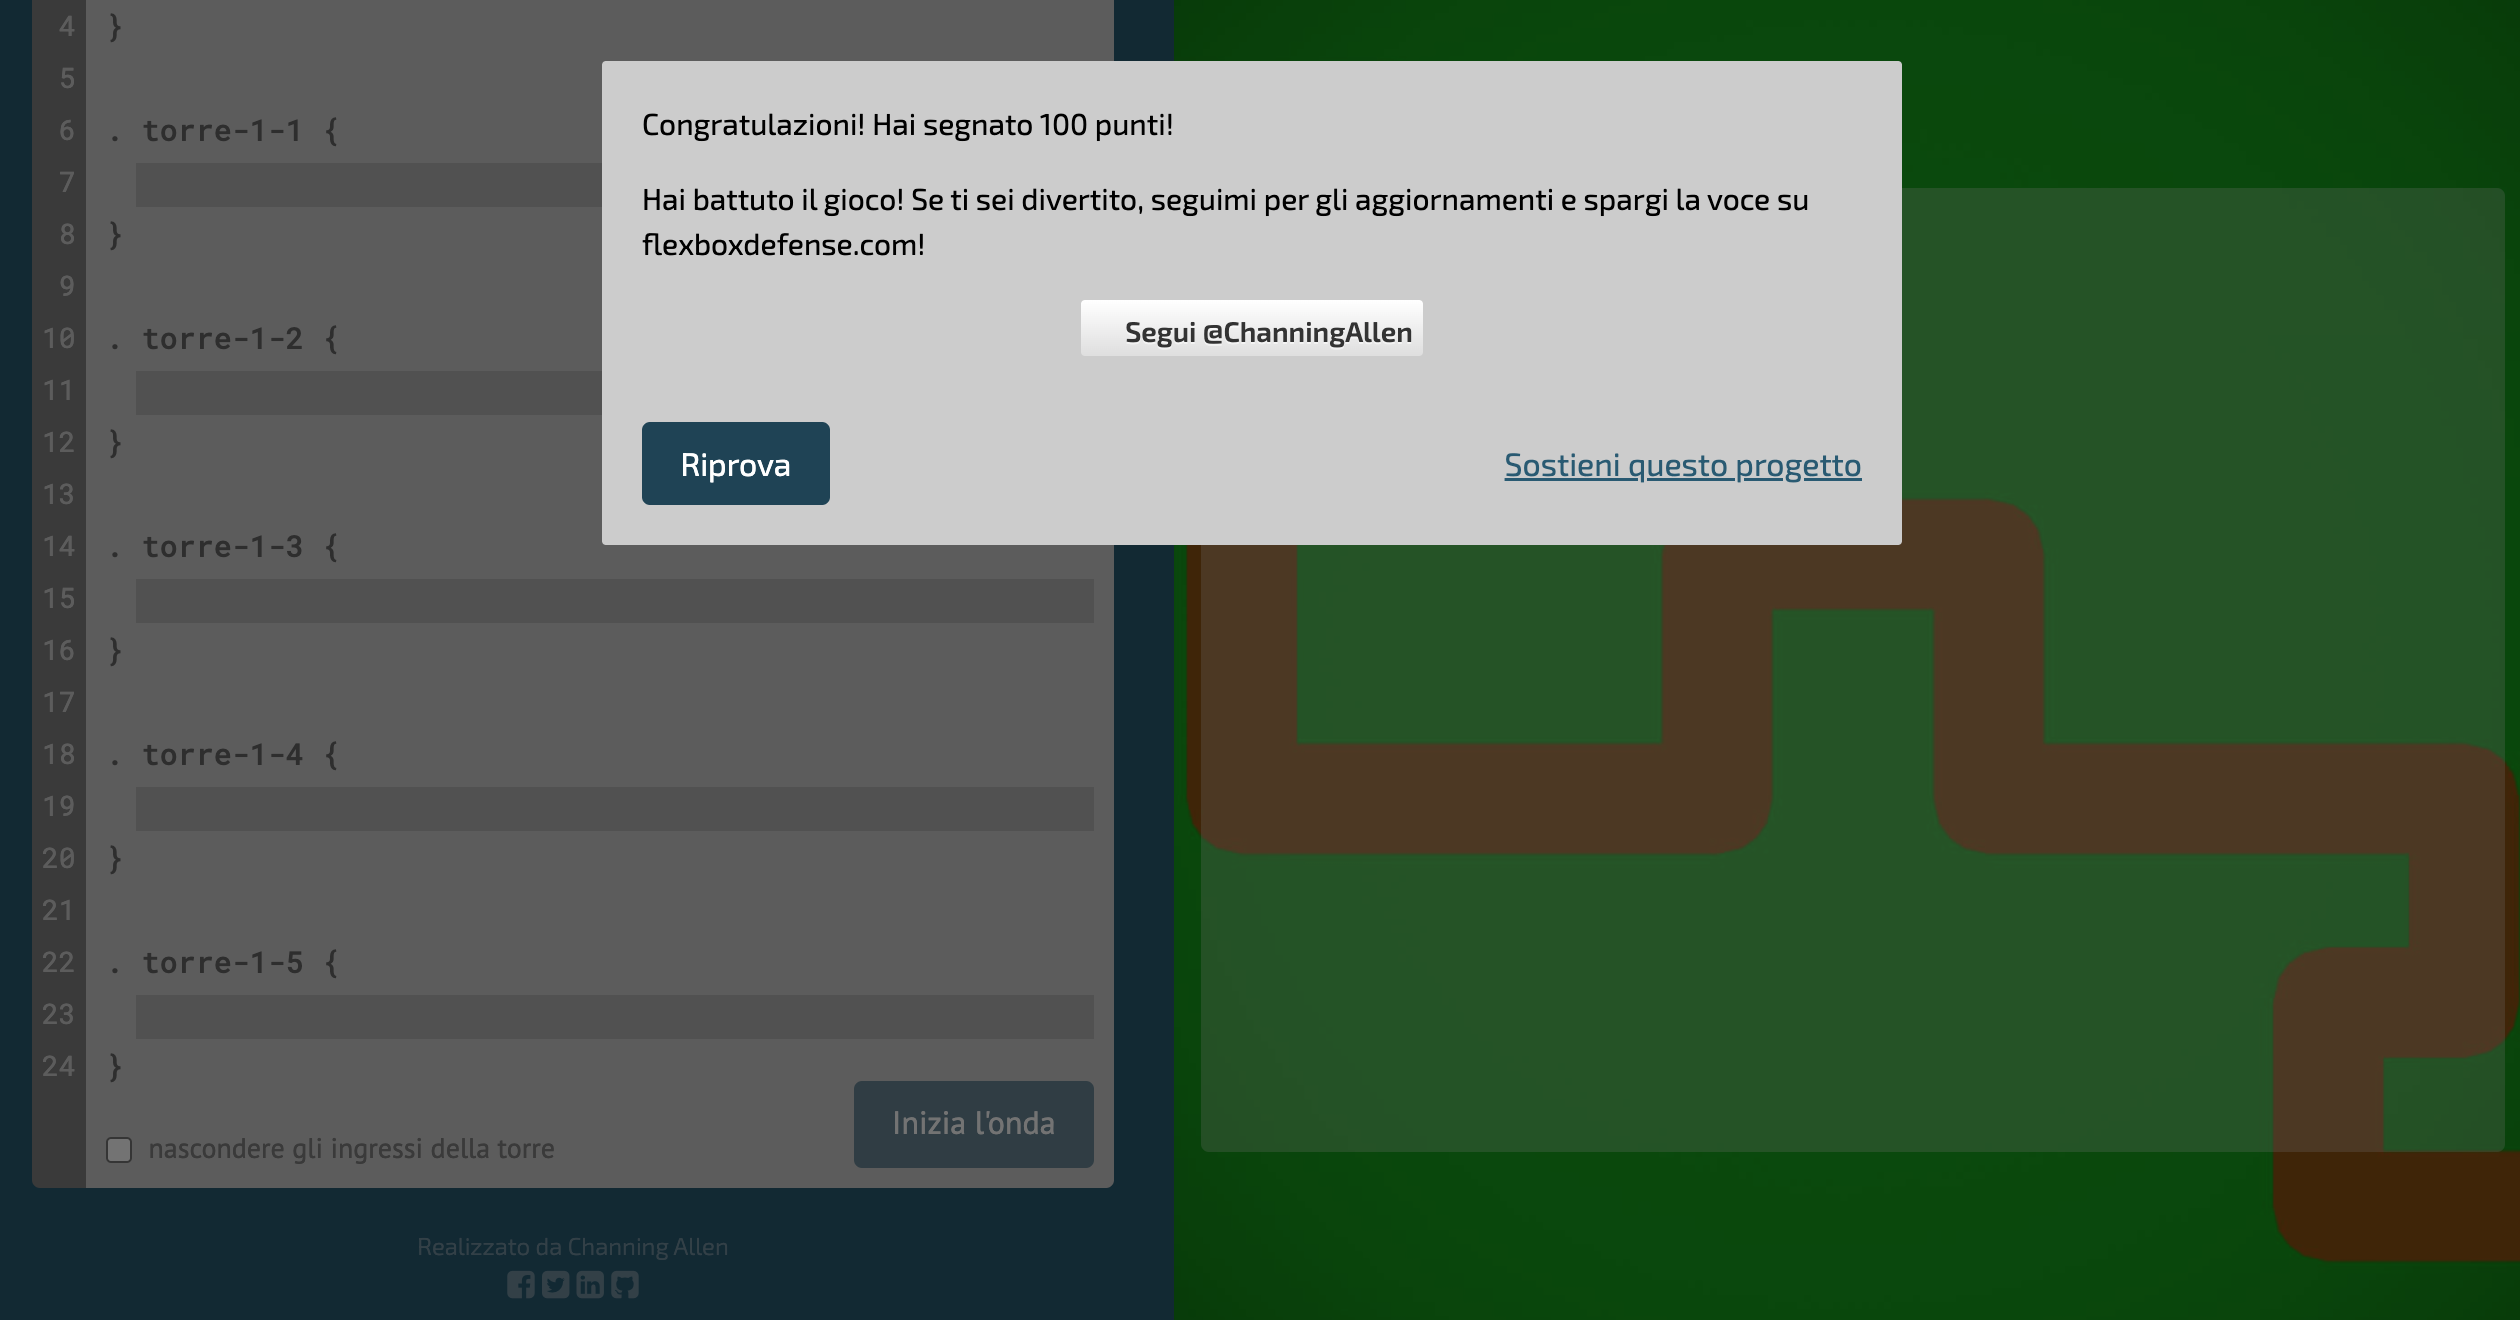 4 }
5
6 . torre-1-1 {
7
8 }
9
10 . torre-1-2 {
11
12 }
13
14 . torre-1-3 {
15
16 }
17
18 . torre-1-4 {
19
20 }
21
22 . torre-1-5 {
23
24 }
nascondere gli ingressi della torre
Inizia l'onda
Realizzato da Channing Allen
Congratulazioni! Hai segnato 100 punti!
Hai battuto il gioco! Se ti sei divertito, seguimi per gli aggiornamenti e spargi la voce su
flexboxdefense.com!
Segui @ChanningAllen
Riprova
Sostieni questo progetto